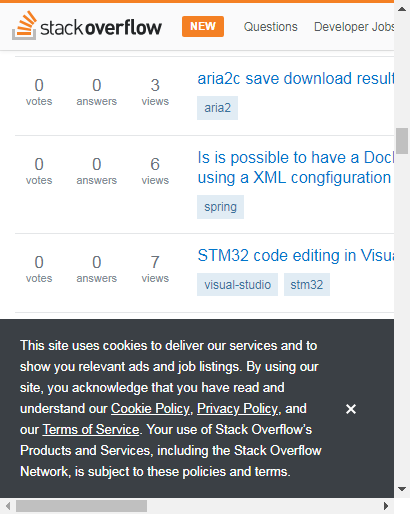 stackoverflow NEW Questions Developer Jobs
0 0 3 aria2c save download result
votes answers views
aria2
0 0 6 Is is possible to have a Doc
votes answers views using a XML congfiguration
spring
0 0 7 STM32 code editing in Visu
votes answers views
visual-studio stm32
This site uses cookies to deliver our services and to
show you relevant ads and job listings. By using our
site, you acknowledge that you have read and
understand our Cookie Policy, Privacy Policy, and
our Terms of Service. Your use of Stack Overflow's
Products and Services, including the Stack Overflow
Network, is subject to these policies and terms.